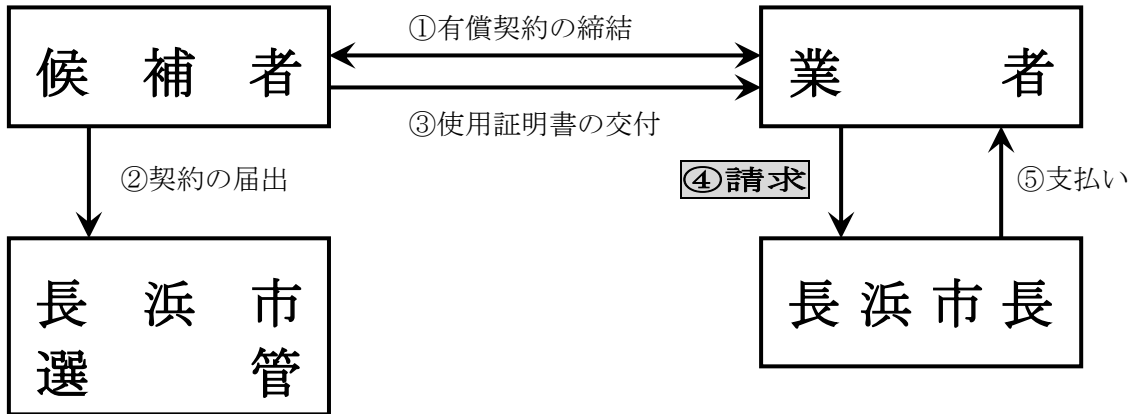 ①有償契約の締結
候補者
業者
③使用証明書の交付
②契約の届出
④請求
⑤支払い
長浜市
選管
長浜市長